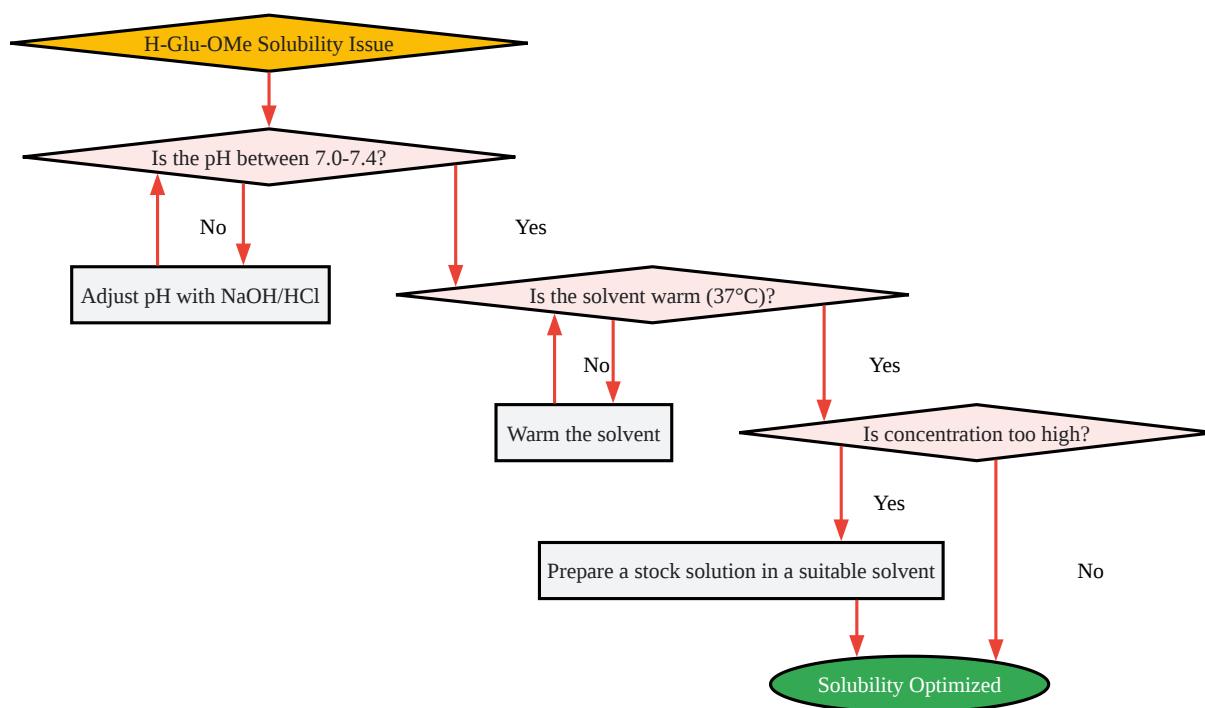 H-Glu-OMe Solubility Issue
Is the pH between 7.0-7.4?
No
Yes
Adjust pH with NaOH/HCl
Is the solvent warm (37°C)?
No
Yes
Warm the solvent
Is concentration too high?
Yes
Prepare a stock solution in a suitable solvent
No
Solubility Optimized